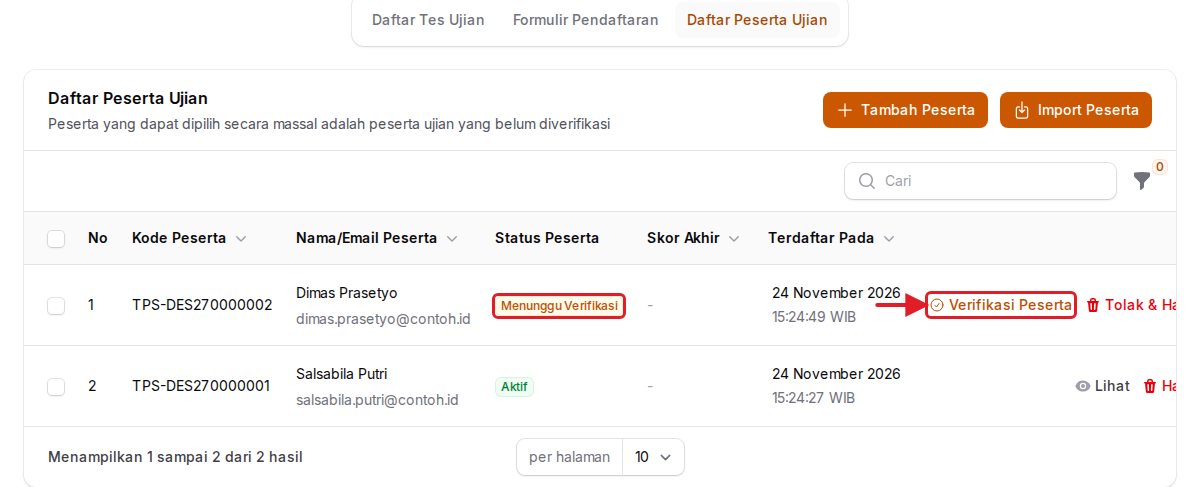 Daftar Tes Ujian Formulir Pendaftaran Daftar Peserta Ujian
Daftar Peserta Ujian
Peserta yang dapat dipilih secara massal adalah peserta ujian yang belum diverifikasi
Tambah Peserta Import Peserta
Cari 0
No Kode Peserta Nama/Email Peserta Status Peserta Skor Akhir Terdaftar Pada
1 TPS-DES270000002 Dimas Prasetyo Menunggu Verifikasi - 24 November 2026 Verifikasi Peserta Tolak & Ha
dimas.prasetyo@contoh.id 15:24:49 WIB
2 TPS-DES270000001 Salsabila Putri Aktif - 24 November 2026 Lihat Ha
salsabila.putri@contoh.id 15:24:27 WIB
Menampilkan 1 sampai 2 dari 2 hasil per halaman 10